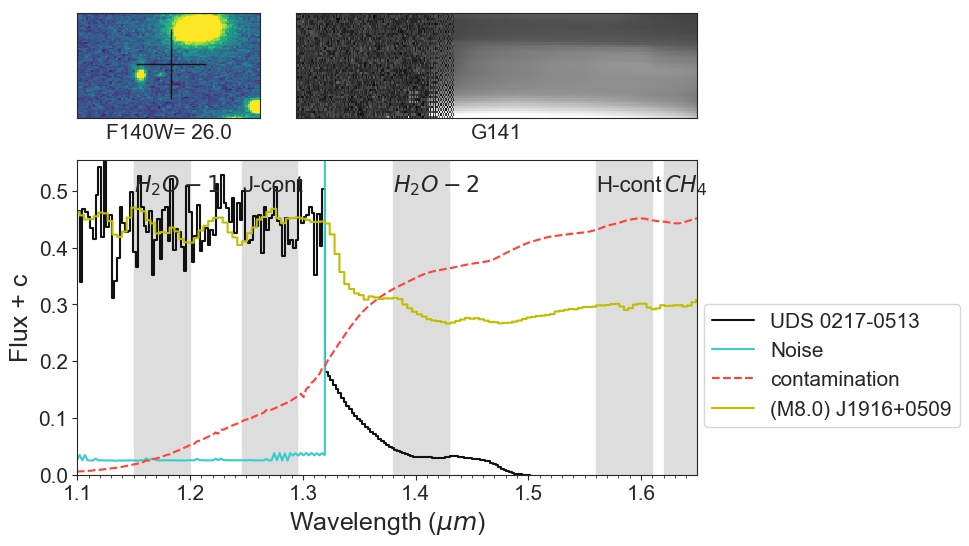 F140W= 26.0
G141
H₂O − 1
J-cont
H₂O − 2
H-cont
CH₄
0.5
0.4
0.3
0.2
0.1
0.0
Flux + c
1.1
1.2
1.3
1.4
1.5
1.6
Wavelength (μm)
UDS 0217-0513
Noise
contamination
(M8.0) J1916+0509